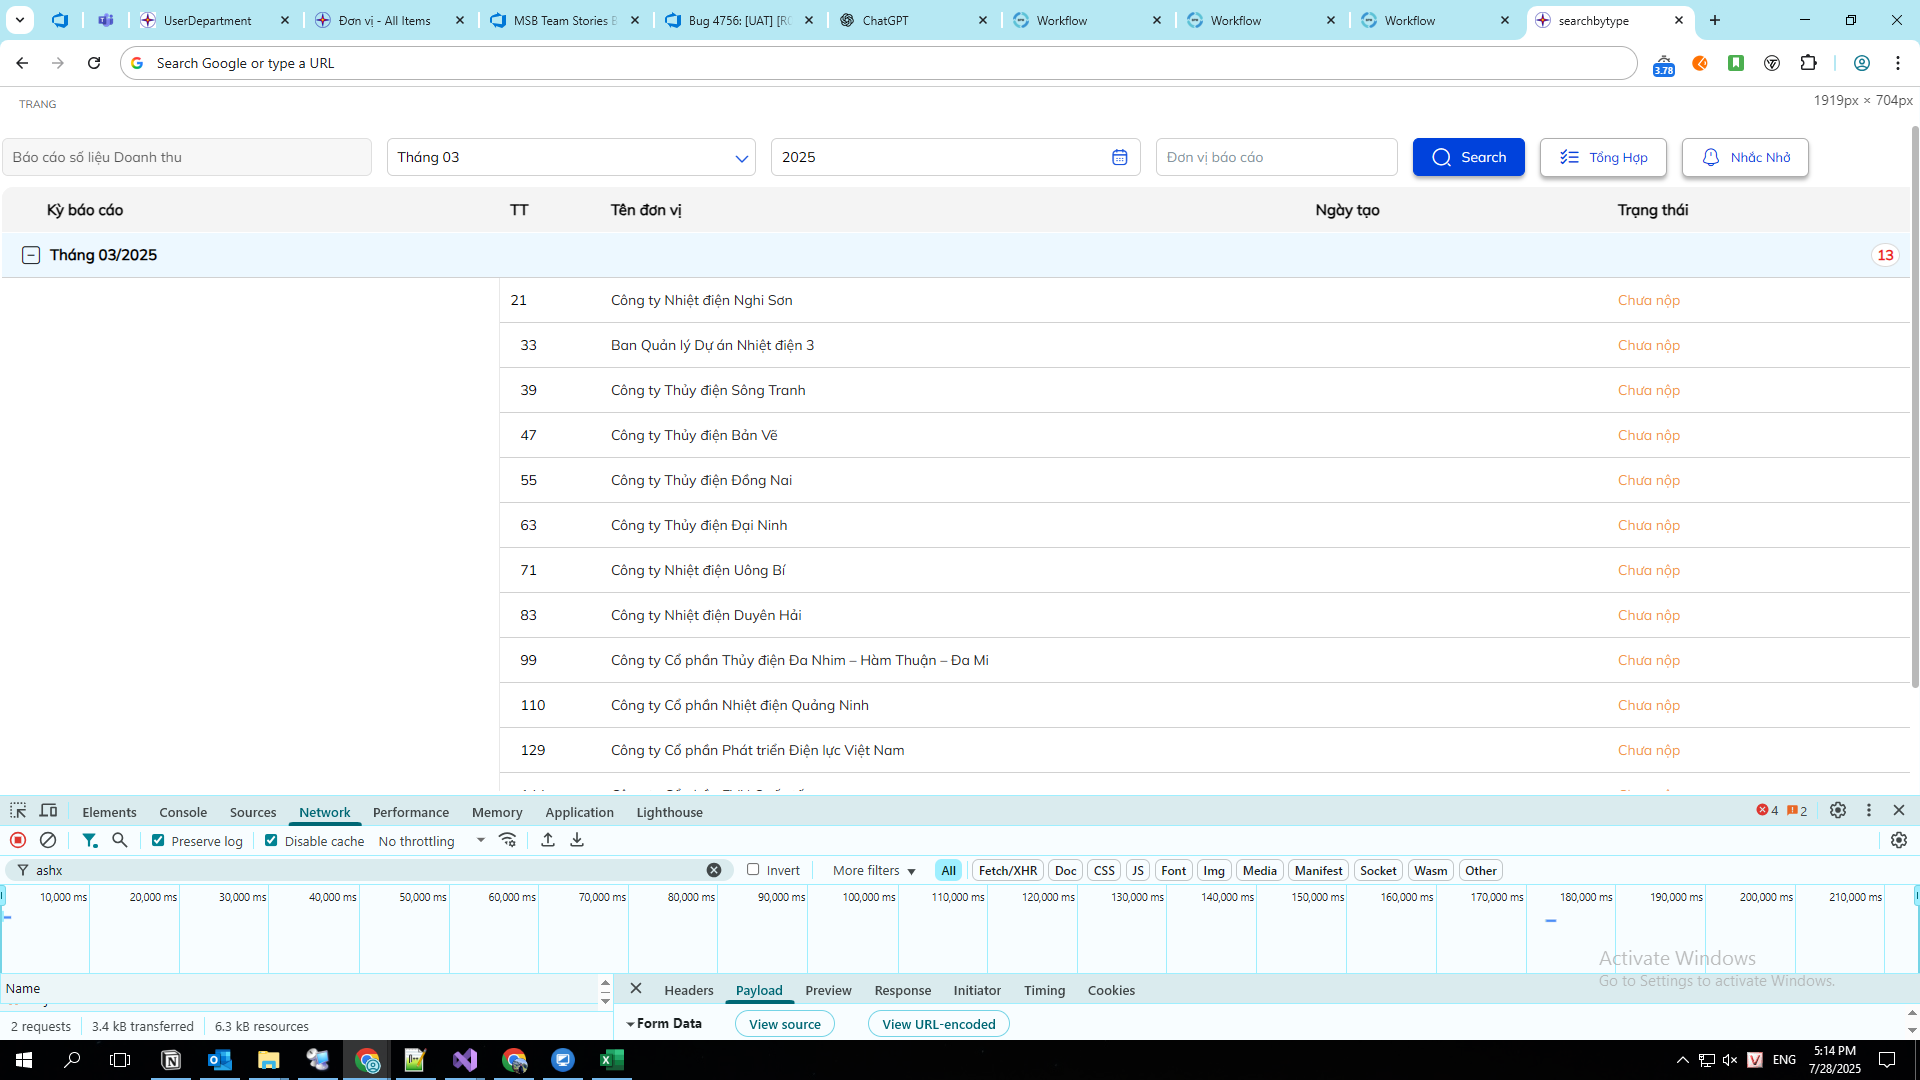 UserDepartment
Đơn vị - All Items
MSB Team Stories B
Bug 4756: [UAT] [RO
ChatGPT
Workflow
Workflow
Workflow
searchbytype
Search Google or type a URL
3.78
TRANG
1919px × 704px
Báo cáo số liệu Doanh thu
Tháng 03
2025
Đơn vị báo cáo
Search
Tổng Hợp
Nhắc Nhở
Kỳ báo cáo TT Tên đơn vị Ngày tạo Trạng thái
Tháng 03/2025 13
21 Công ty Nhiệt điện Nghi Sơn Chưa nộp
33 Ban Quản lý Dự án Nhiệt điện 3 Chưa nộp
39 Công ty Thủy điện Sông Tranh Chưa nộp
47 Công ty Thủy điện Bản Vẽ Chưa nộp
55 Công ty Thủy điện Đồng Nai Chưa nộp
63 Công ty Thủy điện Đại Ninh Chưa nộp
71 Công ty Nhiệt điện Uông Bí Chưa nộp
83 Công ty Nhiệt điện Duyên Hải Chưa nộp
99 Công ty Cổ phần Thủy điện Đa Nhim – Hàm Thuận – Đa Mi Chưa nộp
110 Công ty Cổ phần Nhiệt điện Quảng Ninh Chưa nộp
129 Công ty Cổ phần Phát triển Điện lực Việt Nam Chưa nộp
Elements Console Sources Network Performance Memory Application Lighthouse 4 2
Preserve log Disable cache No throttling
ashx Invert More filters All Fetch/XHR Doc CSS JS Font Img Media Manifest Socket Wasm Other
10,000 ms 20,000 ms 30,000 ms 40,000 ms 50,000 ms 60,000 ms 70,000 ms 80,000 ms 90,000 ms 100,000 ms 110,000 ms 120,000 ms 130,000 ms 140,000 ms 150,000 ms 160,000 ms 170,000 ms 180,000 ms 190,000 ms 200,000 ms 210,000 ms
Activate Windows
Go to Settings to activate Windows.
Name
Headers Payload Preview Response Initiator Timing Cookies
2 requests 3.4 kB transferred 6.3 kB resources
Form Data View source View URL-encoded
ENG
5:14 PM
7/28/2025